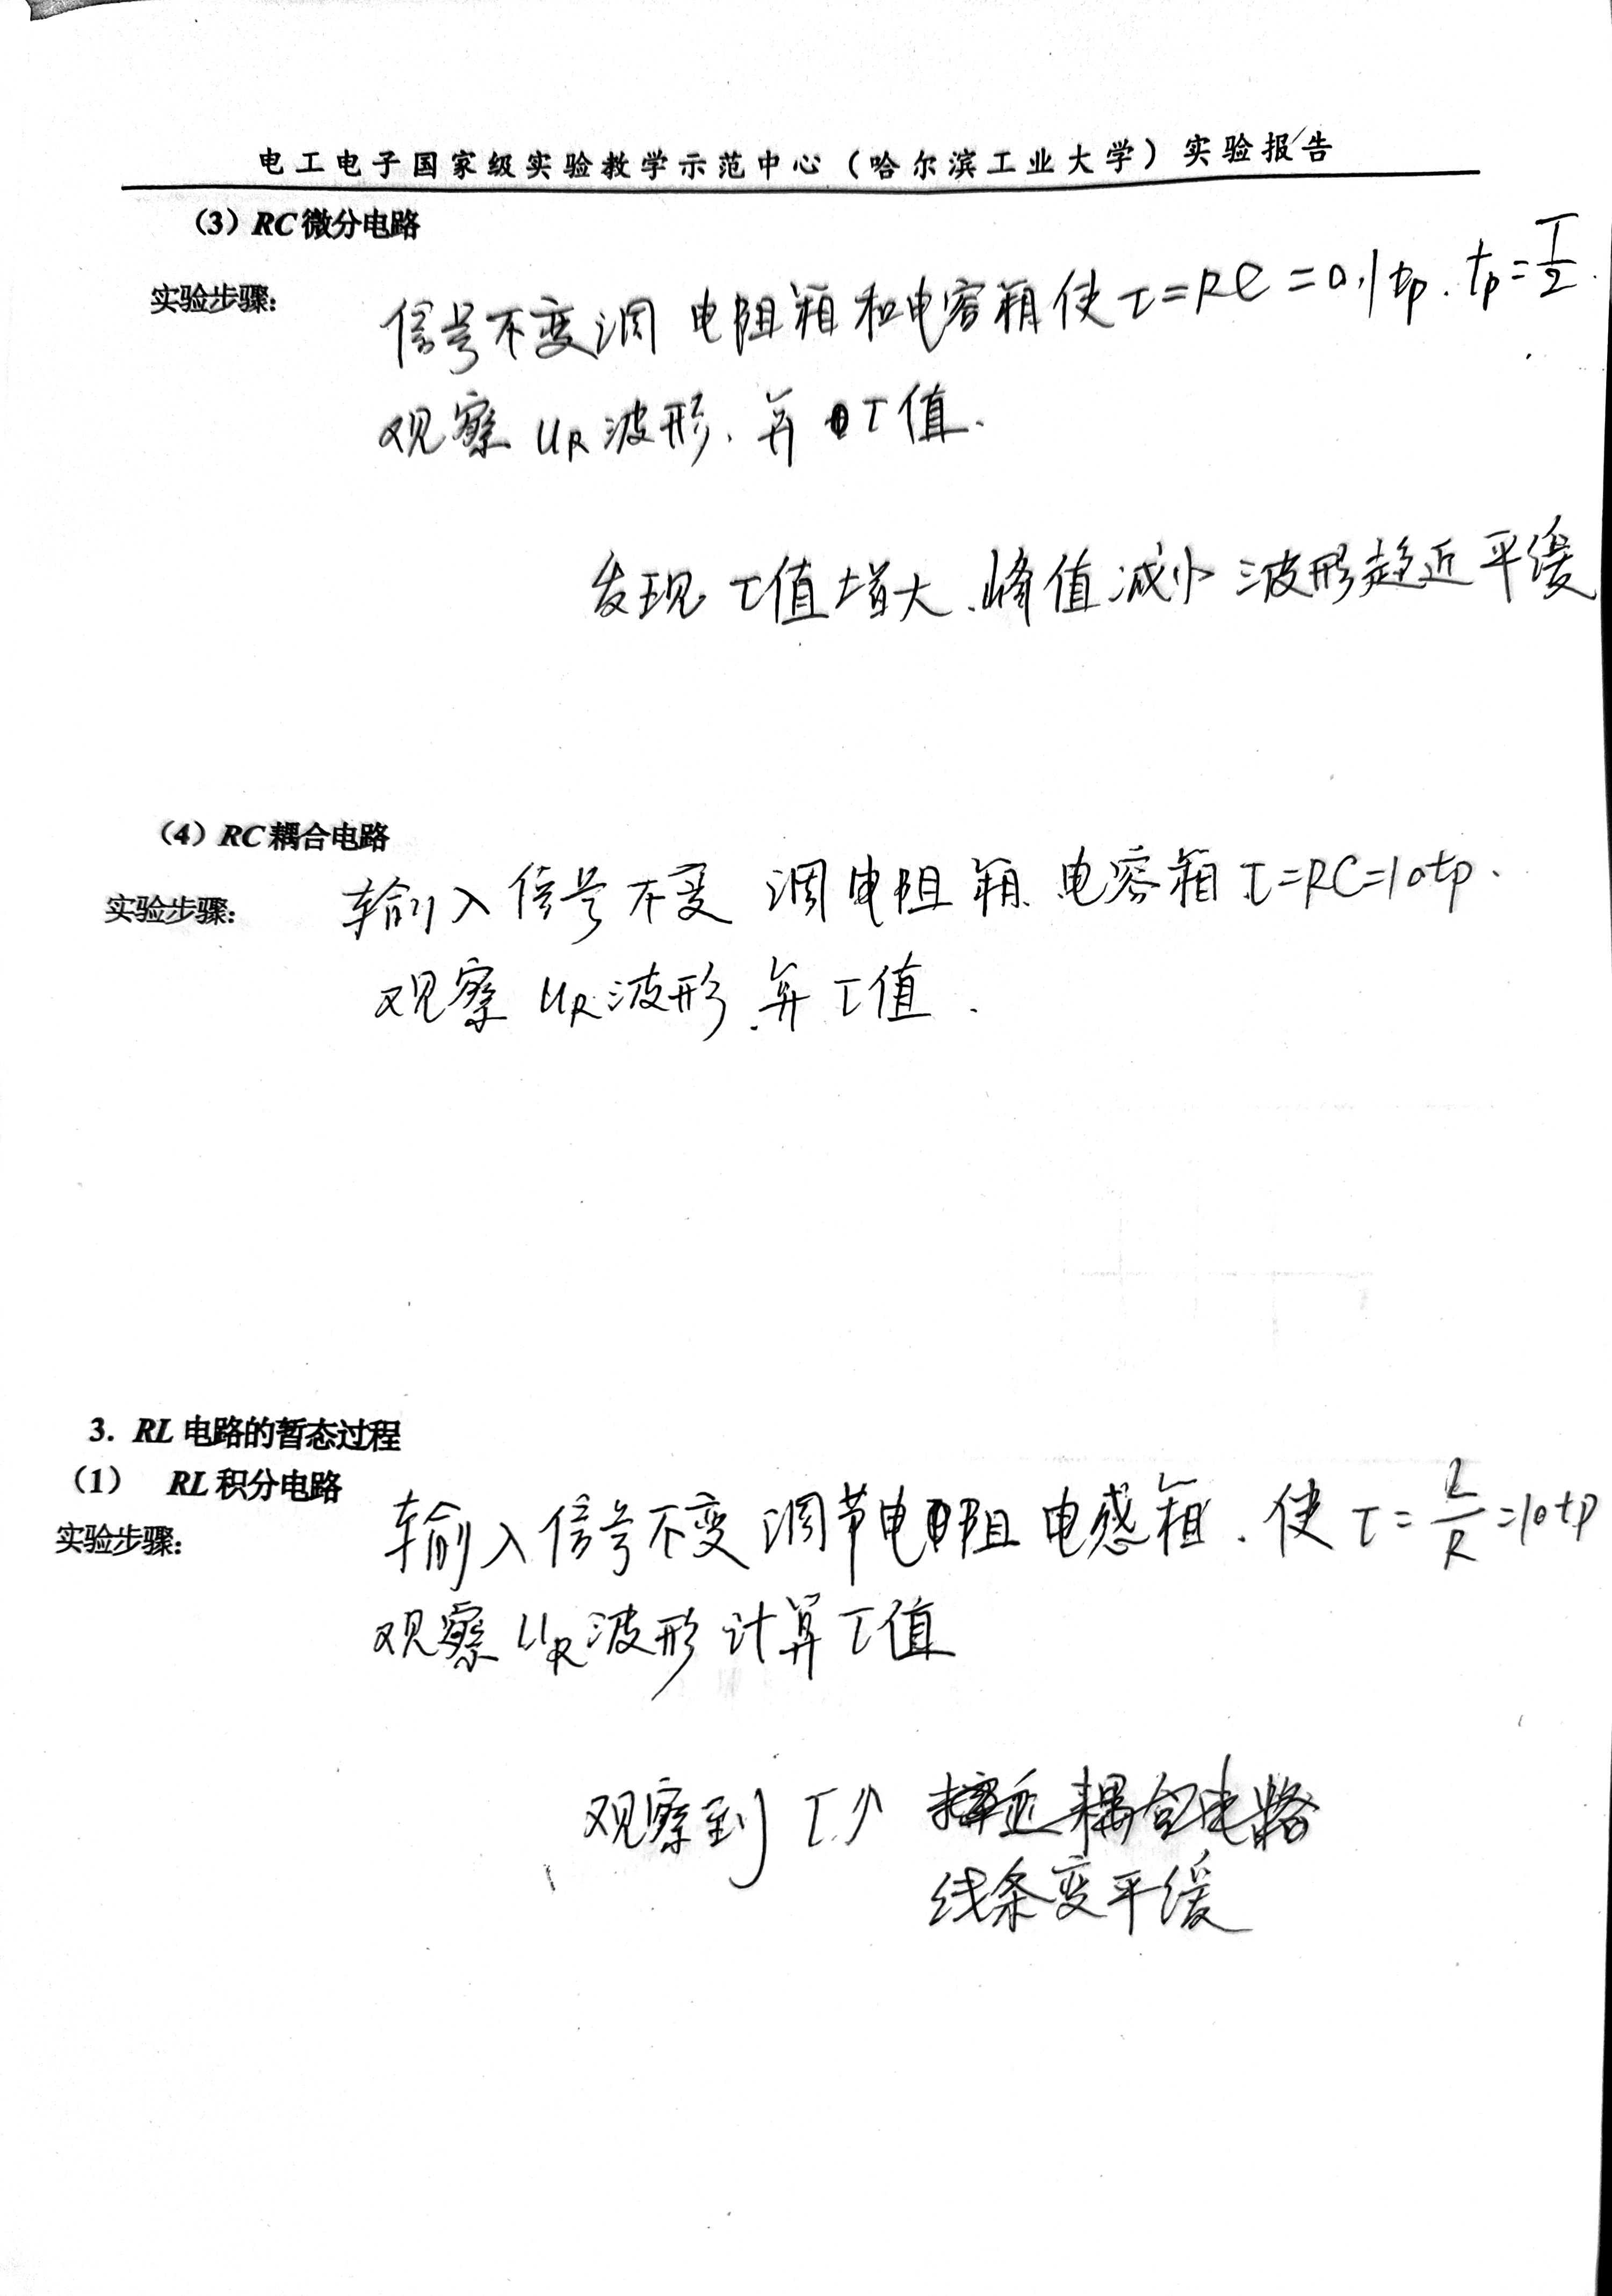 电工电子国家级实验教学示范中心（哈尔滨工业大学）实验报告
（3）RC微分电路
实验步骤：
信号不变调 电阻箱和电容箱使τ=RC=0.1tp. tp=T/2.
观察 uR波形、算τ值.
发现 τ值增大、峰值减小 波形趋近平缓
（4）RC耦合电路
实验步骤：
输入信号不变 调电阻箱、电容箱 τ=RC=10tp.
观察 uR波形、算τ值.
3. RL 电路的暂态过程
（1） RL 积分电路
实验步骤：
输入信号不变 调节电阻 电感箱. 使 τ=L/R=10tp
观察 uR波形 计算τ值
观察到 τ↗
线条变平缓